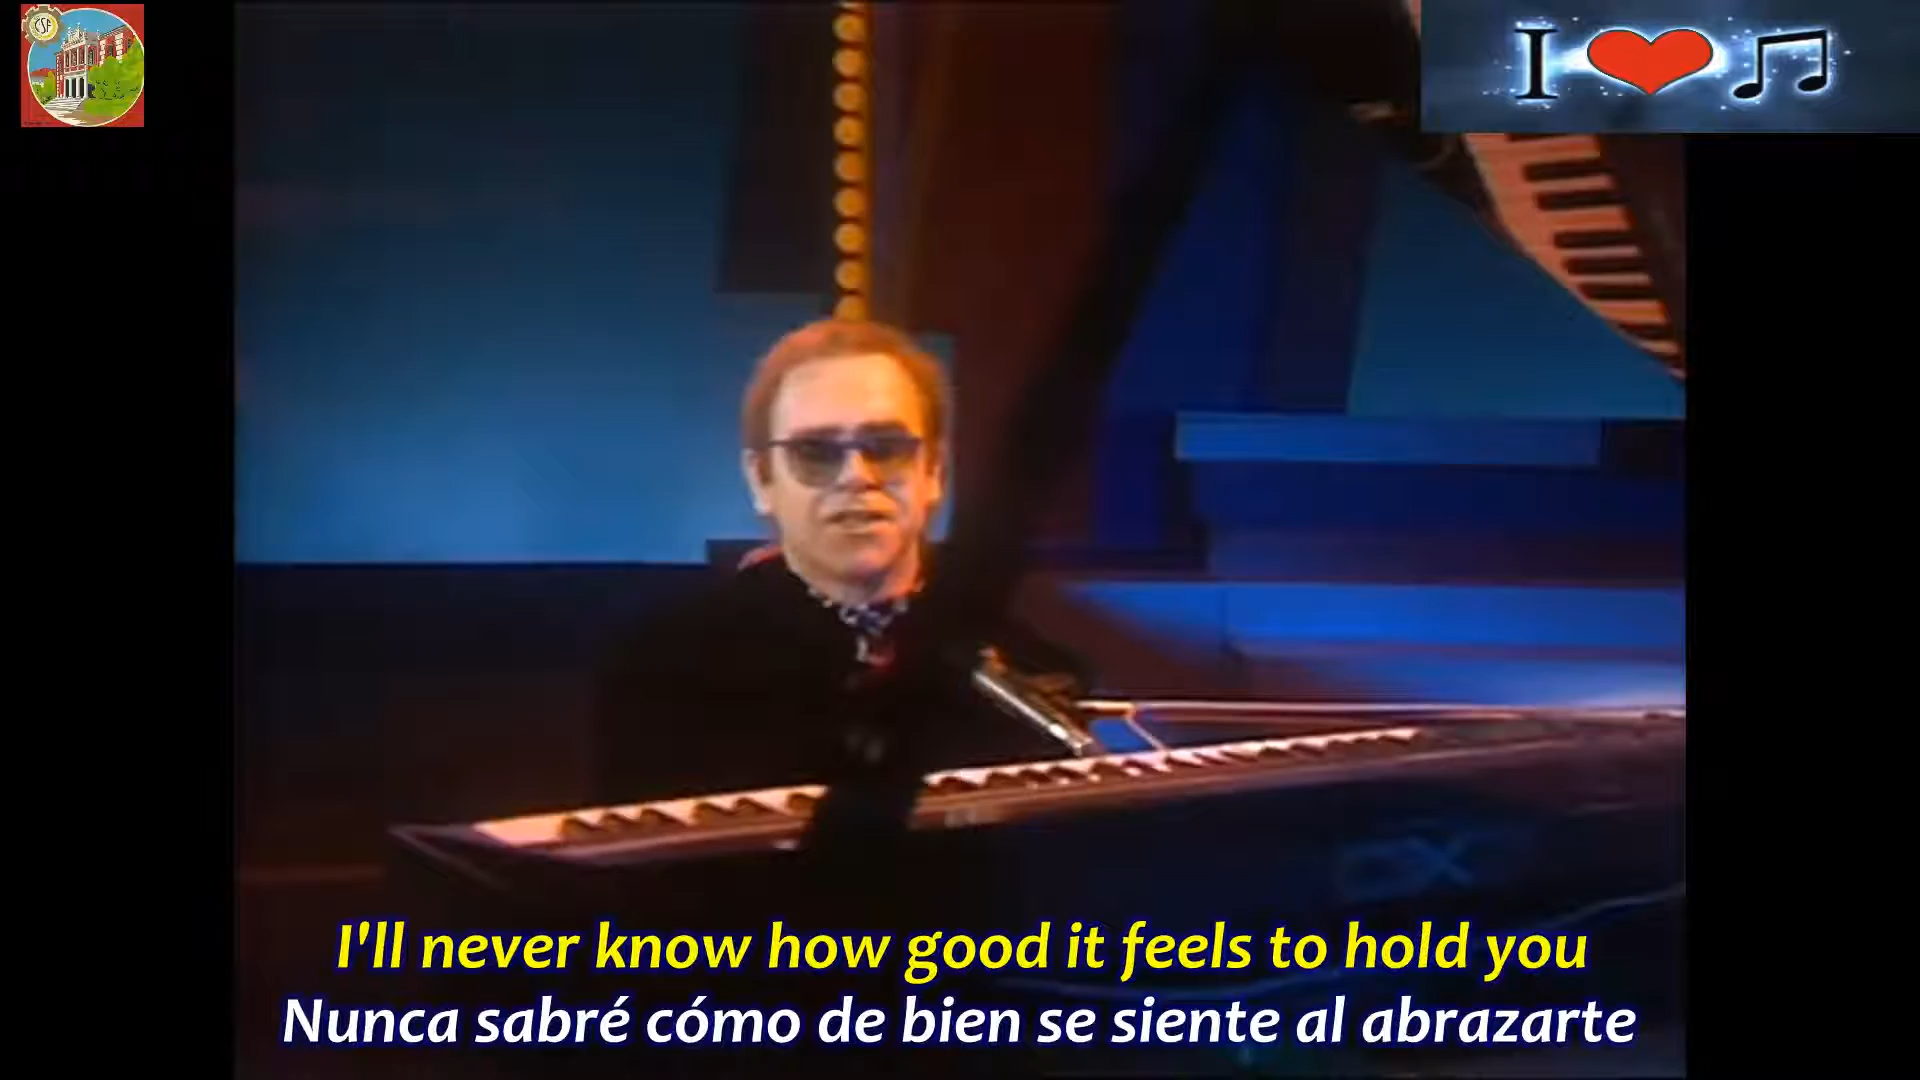 ČSF
I
I'll never know how good it feels to hold you
Nunca sabré cómo de bien se siente al abrazarte